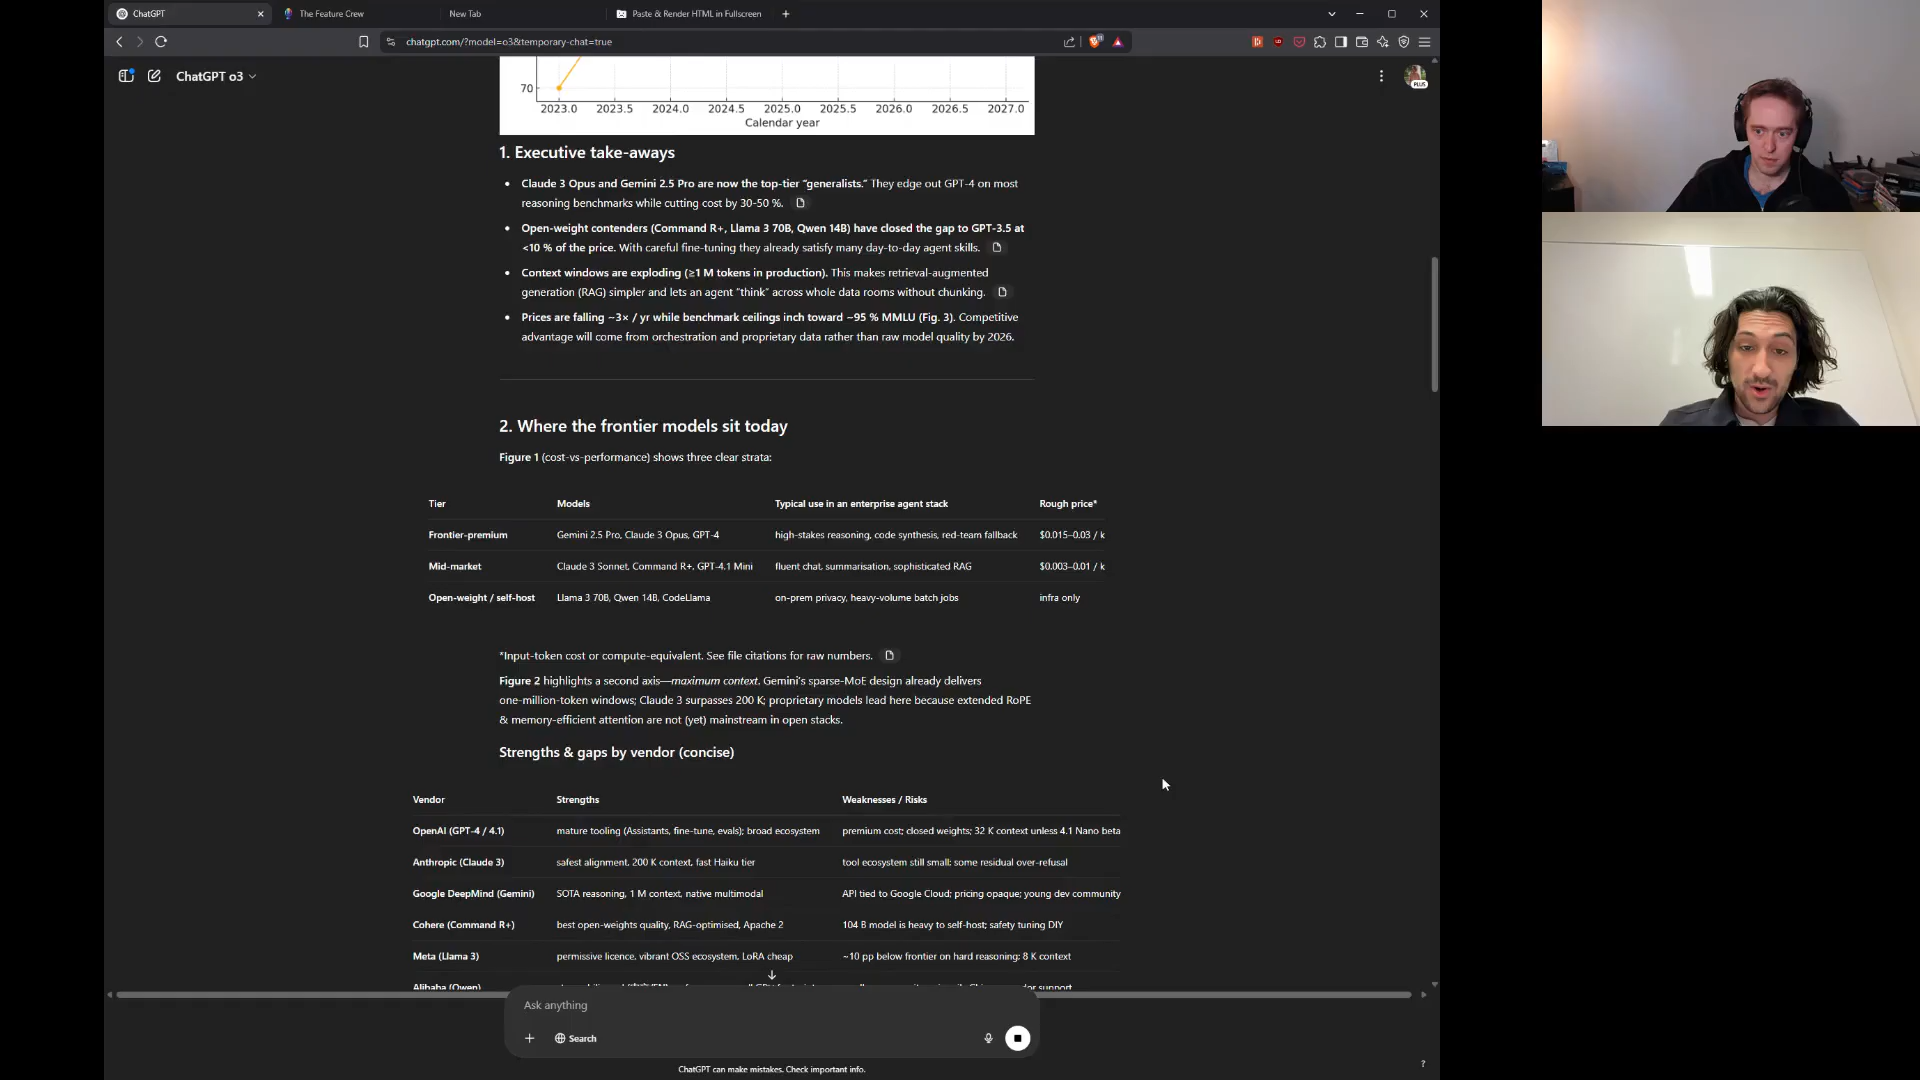 ChatGPT
The Feature Crew
New Tab
Paste & Render HTML in Fullscreen
chatgpt.com/?model=o3&temporary-chat=true
ChatGPT o3
PLUS
70
2023.0 2023.5 2024.0 2024.5 2025.0 2025.5 2026.0 2026.5 2027.0
Calendar year
1. Executive take-aways
• Claude 3 Opus and Gemini 2.5 Pro are now the top-tier "generalists." They edge out GPT-4 on most
reasoning benchmarks while cutting cost by 30-50 %.
• Open-weight contenders (Command R+, Llama 3 70B, Qwen 14B) have closed the gap to GPT-3.5 at
<10 % of the price. With careful fine-tuning they already satisfy many day-to-day agent skills.
• Context windows are exploding (≥1 M tokens in production). This makes retrieval-augmented
generation (RAG) simpler and lets an agent "think" across whole data rooms without chunking.
• Prices are falling ~3× / yr while benchmark ceilings inch toward ~95 % MMLU (Fig. 3). Competitive
advantage will come from orchestration and proprietary data rather than raw model quality by 2026.
2. Where the frontier models sit today
Figure 1 (cost-vs-performance) shows three clear strata:
Tier Models Typical use in an enterprise agent stack Rough price*
Frontier-premium Gemini 2.5 Pro, Claude 3 Opus, GPT-4 high-stakes reasoning, code synthesis, red-team fallback $0.015–0.03 / k
Mid-market Claude 3 Sonnet, Command R+, GPT-4.1 Mini fluent chat, summarisation, sophisticated RAG $0.003–0.01 / k
Open-weight / self-host Llama 3 70B, Qwen 14B, CodeLlama on-prem privacy, heavy-volume batch jobs infra only
*Input-token cost or compute-equivalent. See file citations for raw numbers.
Figure 2 highlights a second axis—maximum context. Gemini's sparse-MoE design already delivers
one-million-token windows; Claude 3 surpasses 200 K; proprietary models lead here because extended RoPE
& memory-efficient attention are not (yet) mainstream in open stacks.
Strengths & gaps by vendor (concise)
Vendor Strengths Weaknesses / Risks
OpenAI (GPT-4 / 4.1) mature tooling (Assistants, fine-tune, evals); broad ecosystem premium cost; closed weights; 32 K context unless 4.1 Nano beta
Anthropic (Claude 3) safest alignment, 200 K context, fast Haiku tier tool ecosystem still small; some residual over-refusal
Google DeepMind (Gemini) SOTA reasoning, 1 M context, native multimodal API tied to Google Cloud; pricing opaque; young dev community
Cohere (Command R+) best open-weights quality, RAG-optimised, Apache 2 104 B model is heavy to self-host; safety tuning DIY
Meta (Llama 3) permissive licence, vibrant OSS ecosystem, LoRA cheap ~10 pp below frontier on hard reasoning; 8 K context
Alibaba (Qwen) support
Ask anything
Search
ChatGPT can make mistakes. Check important info.
?